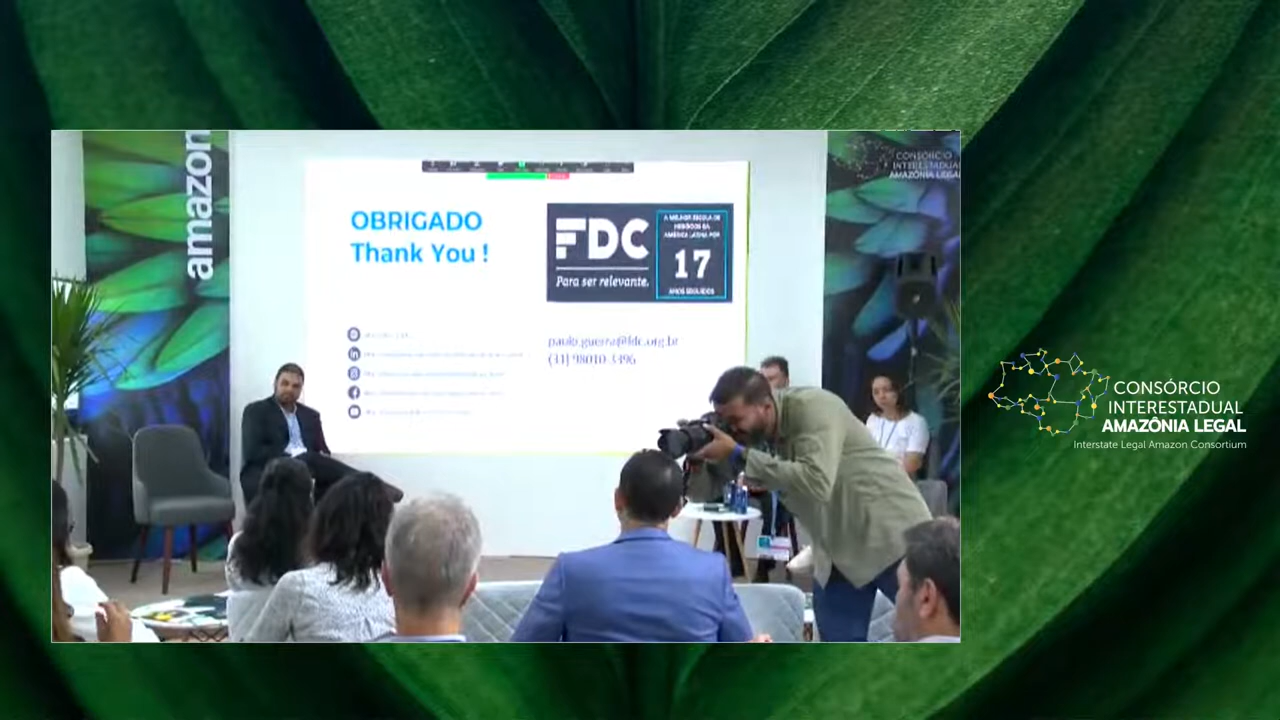 amazon
CONSÓRCIO
INTERESTADUAL
AMAZÔNIA LEGAL
OBRIGADO
Thank You !
FDC
Para ser relevante.
A MELHOR ESCOLA DE
NEGÓCIOS DA
AMÉRICA LATINA POR
17
ANOS SEGUIDOS
paulo.guerra@fdc.org.br
(31) 98010-3396
CONSÓRCIO
INTERESTADUAL
AMAZÔNIA LEGAL
Interstate Legal Amazon Consortium